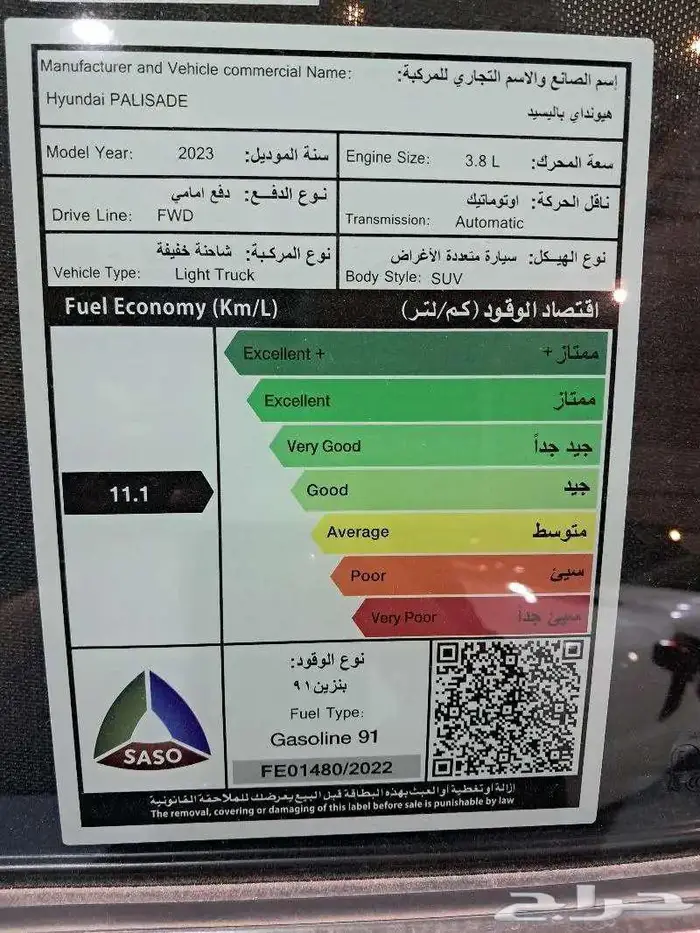 Manufacturer and Vehicle commercial Name: إسم الصانع والاسم التجاري للمركبة:
Hyundai PALISADE هيونداي باليسيد
Model Year: 2023 سنة الموديل:
Engine Size: 3.8 L سعة المحرك:
نوع الدفع: دفع امامي
Drive Line: FWD
ناقل الحركة: اوتوماتيك
Transmission: Automatic
نوع المركبة: شاحنة خفيفة
Vehicle Type: Light Truck
نوع الهيكل: سيارة متعددة الأغراض
Body Style: SUV
Fuel Economy (Km/L) اقتصاد الوقود (كم/لتر)
Excellent + ممتاز +
Excellent ممتاز
Very Good جيد جداً
11.1
Good جيد
Average متوسط
Poor سيئ
Very Poor سيئ جداً
SASO
نوع الوقود:
بنزين ٩١
Fuel Type:
Gasoline 91
FE01480/2022
إزالة أو تغطية أو العبث بهذه البطاقة قبل البيع يعرضك للملاحقة القانونية
The removal, covering or damaging of this label before sale is punishable by law
حراج